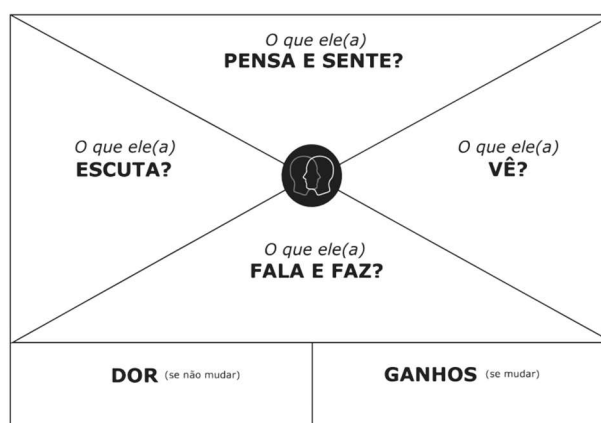 O que ele(a)
PENSA E SENTE?
O que ele(a)
ESCUTA?
O que ele(a)
VÊ?
O que ele(a)
FALA E FAZ?
DOR (se não mudar)
GANHOS (se mudar)